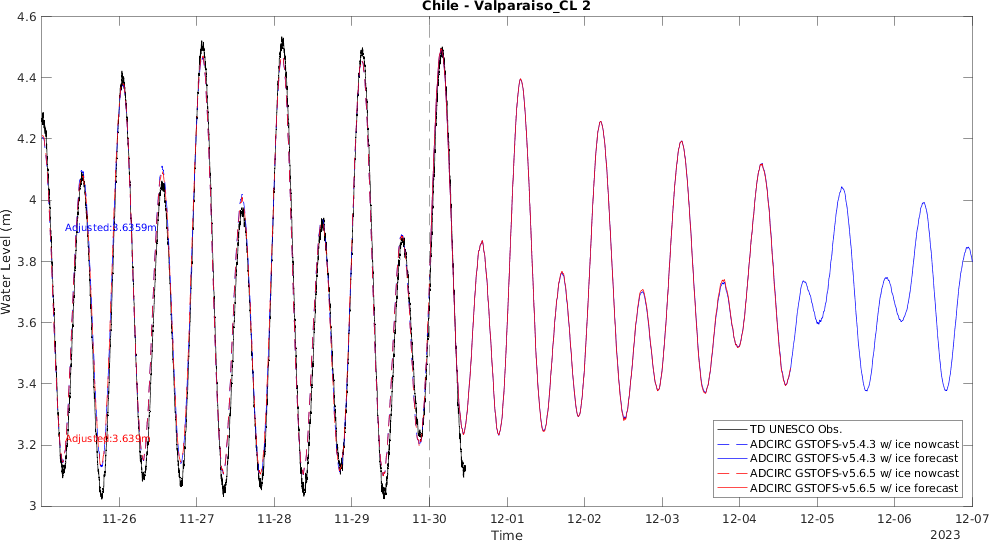 Chile - Valparaiso_CL 2
4.6
4.4
4.2
4
3.8
3.6
3.4
3.2
3
Water Level (m)
Adjusted:3.6359m
Adjusted:3.639m
TD UNESCO Obs.
ADCIRC GSTOFS-v5.4.3 w/ ice nowcast
ADCIRC GSTOFS-v5.4.3 w/ ice forecast
ADCIRC GSTOFS-v5.6.5 w/ ice nowcast
ADCIRC GSTOFS-v5.6.5 w/ ice forecast
11-26 11-27 11-28 11-29 11-30 12-01 12-02 12-03 12-04 12-05 12-06 12-07
Time
2023